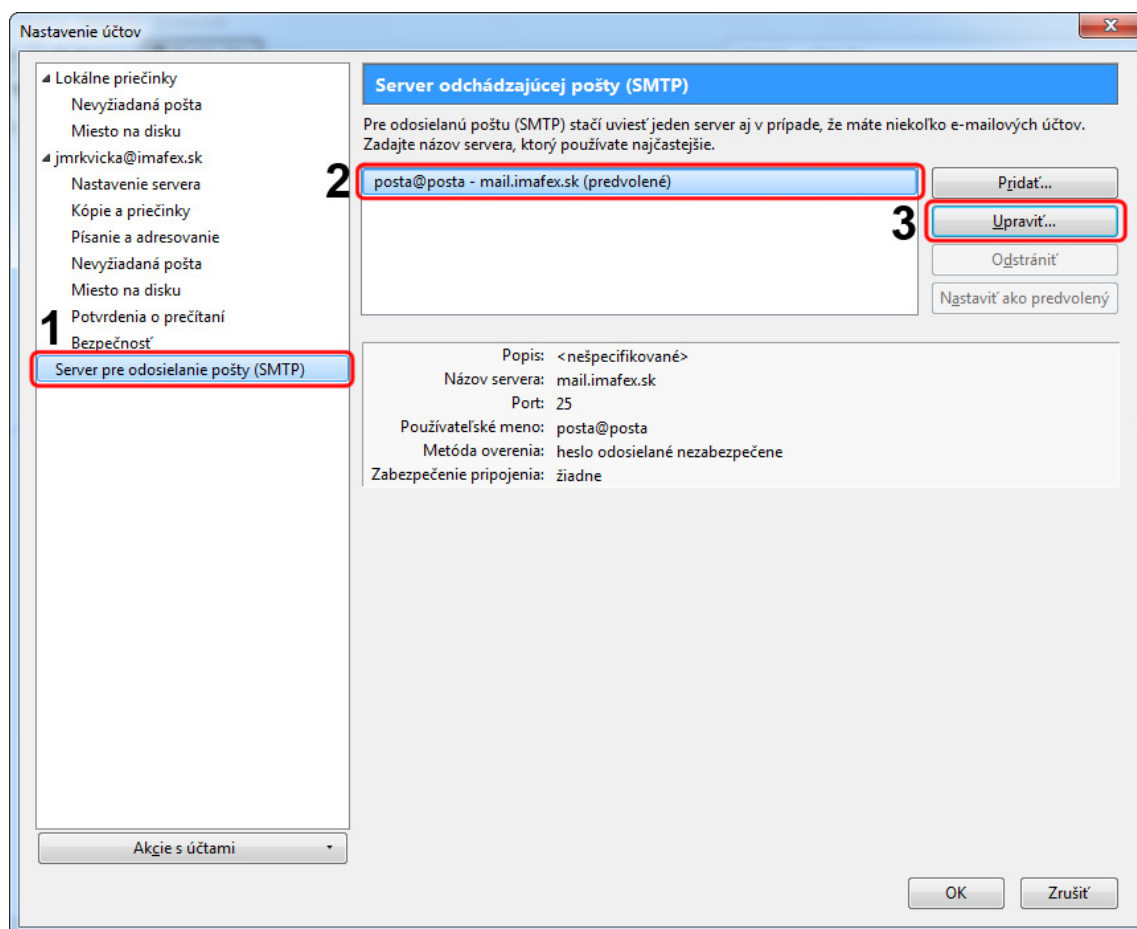 Nastavenie účtov
Lokálne priečinky
Nevyžiadaná pošta
Miesto na disku
jmrkvicka@imafex.sk
Nastavenie servera
Kópie a priečinky
Písanie a adresovanie
Nevyžiadaná pošta
Miesto na disku
Potvrdenia o prečítaní
1
Bezpečnosť
Server pre odosielanie pošty (SMTP)
Akcie s účtami
Server odchádzajúcej pošty (SMTP)
Pre odosielanú poštu (SMTP) stačí uviesť jeden server aj v prípade, že máte niekoľko e-mailových účtov.
Zadajte názov servera, ktorý používate najčastejšie.
2
posta@posta - mail.imafex.sk (predvolené)
Pridať...
3
Upraviť...
Odstrániť
Nastaviť ako predvolený
Popis: <nešpecifikované>
Názov servera: mail.imafex.sk
Port: 25
Používateľské meno: posta@posta
Metóda overenia: heslo odosielané nezabezpečene
Zabezpečenie pripojenia: žiadne
OK
Zrušiť